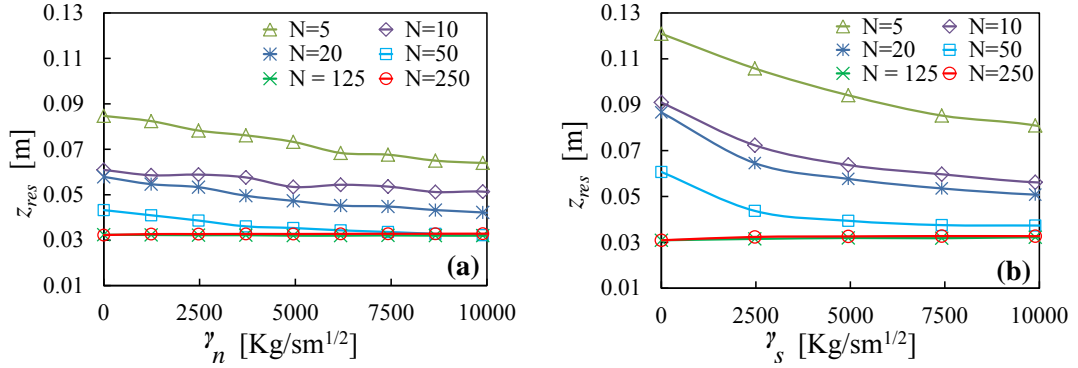 0.13
0.11
0.09
0.07
0.05
0.03
0.01
z_res [m]
N=5 N=10
N=20 N=50
N = 125 N=250
(a)
0 2500 5000 7500 10000
γ_n [Kg/sm^1/2]
0.13
0.11
0.09
0.07
0.05
0.03
0.01
z_res [m]
N=5 N=10
N=20 N=50
N = 125 N=250
(b)
0 2500 5000 7500 10000
γ_s [Kg/sm^1/2]